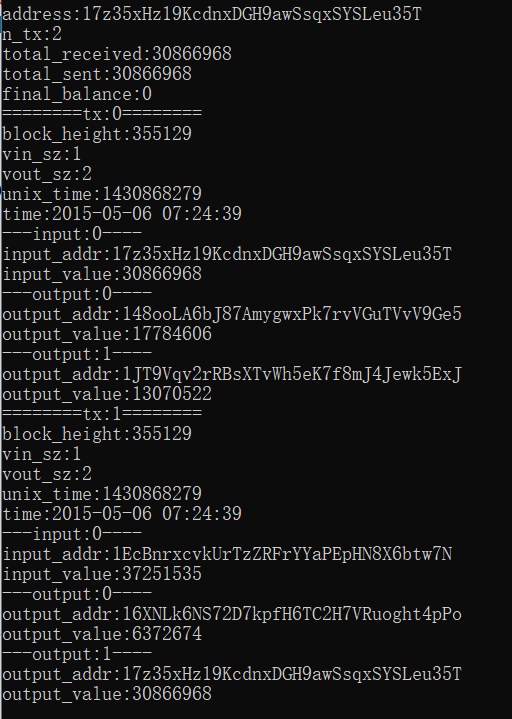 address:17z35xHz19KcdnxDGH9awSsqxSYSLeu35T
n_tx:2
total_received:30866968
total_sent:30866968
final_balance:0
========tx:0========
block_height:355129
vin_sz:1
vout_sz:2
unix_time:1430868279
time:2015-05-06 07:24:39
---input:0----
input_addr:17z35xHz19KcdnxDGH9awSsqxSYSLeu35T
input_value:30866968
---output:0----
output_addr:148ooLA6bJ87AmygwxPk7rvVGuTVvV9Ge5
output_value:17784606
---output:1----
output_addr:1JT9Vqv2rRBsXTvWh5eK7f8mJ4Jewk5ExJ
output_value:13070522
========tx:1========
block_height:355129
vin_sz:1
vout_sz:2
unix_time:1430868279
time:2015-05-06 07:24:39
---input:0----
input_addr:1EcBnrxcvkUrTzZRFrYYaPEpHN8X6btw7N
input_value:37251535
---output:0----
output_addr:16XNLk6NS72D7kpfH6TC2H7VRuoght4pPo
output_value:6372674
---output:1----
output_addr:17z35xHz19KcdnxDGH9awSsqxSYSLeu35T
output_value:30866968